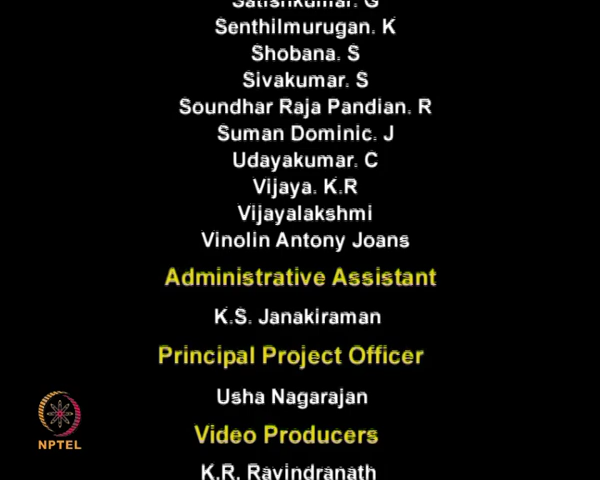 Satishkumar. G
Senthilmurugan. K
Shobana. S
Sivakumar. S
Soundhar Raja Pandian. R
Suman Dominic. J
Udayakumar. C
Vijaya. K.R
Vijayalakshmi
Vinolin Antony Joans
Administrative Assistant
K.S. Janakiraman
Principal Project Officer
Usha Nagarajan
Video Producers
K.R. Ravindranath
NPTEL